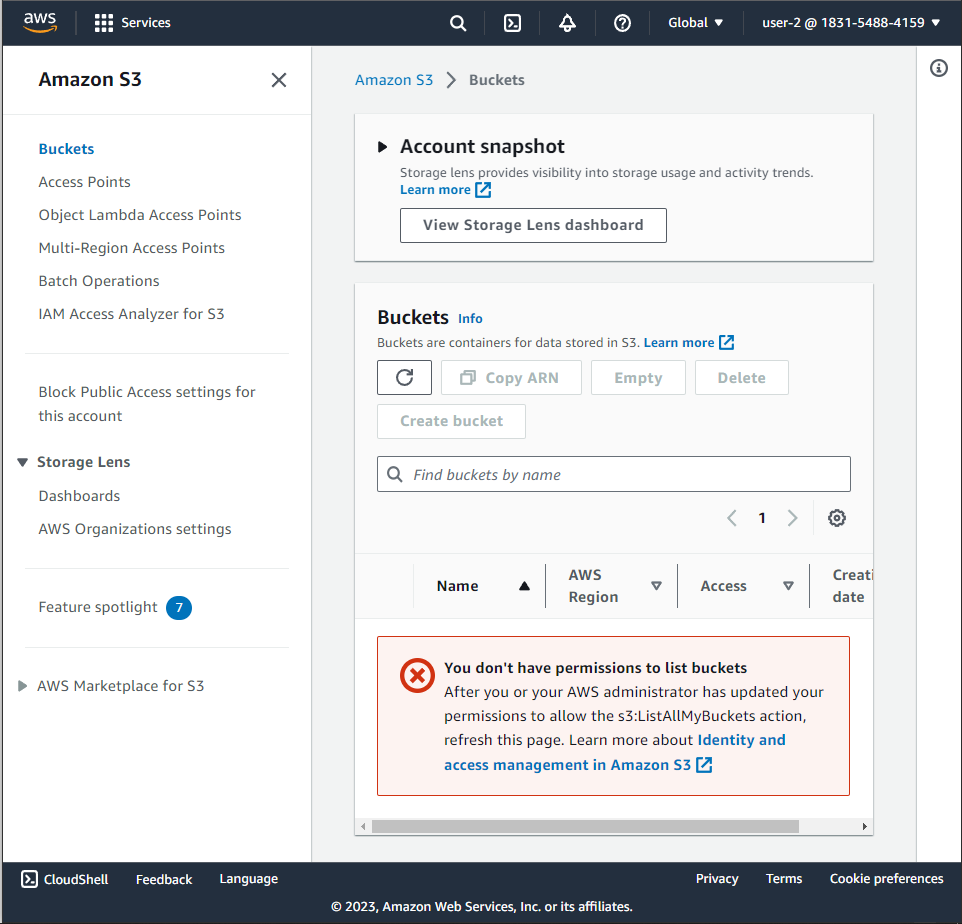 aws
Services
Global
user-2 @ 1831-5488-4159
Amazon S3
Buckets
Access Points
Object Lambda Access Points
Multi-Region Access Points
Batch Operations
IAM Access Analyzer for S3
Block Public Access settings for
this account
Storage Lens
Dashboards
AWS Organizations settings
Feature spotlight 7
AWS Marketplace for S3
Amazon S3 > Buckets
Account snapshot
Storage lens provides visibility into storage usage and activity trends.
Learn more
View Storage Lens dashboard
Buckets Info
Buckets are containers for data stored in S3. Learn more
Copy ARN
Empty
Delete
Create bucket
Find buckets by name
1
Name
AWS
Region
Access
Creati
date
You don't have permissions to list buckets
After you or your AWS administrator has updated your
permissions to allow the s3:ListAllMyBuckets action,
refresh this page. Learn more about Identity and
access management in Amazon S3
CloudShell
Feedback
Language
Privacy
Terms
Cookie preferences
© 2023, Amazon Web Services, Inc. or its affiliates.